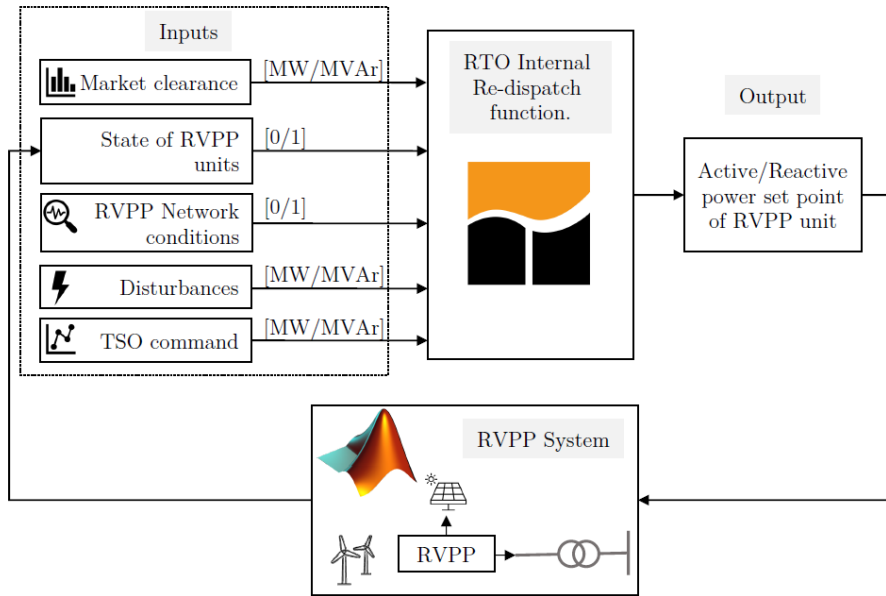 Inputs
Market clearance
[MW/MVAr]
State of RVPP
units
[0/1]
RVPP Network
conditions
[0/1]
Disturbances
[MW/MVAr]
TSO command
[MW/MVAr]
RTO Internal
Re-dispatch
function.
Output
Active/Reactive
power set point
of RVPP unit
RVPP System
RVPP